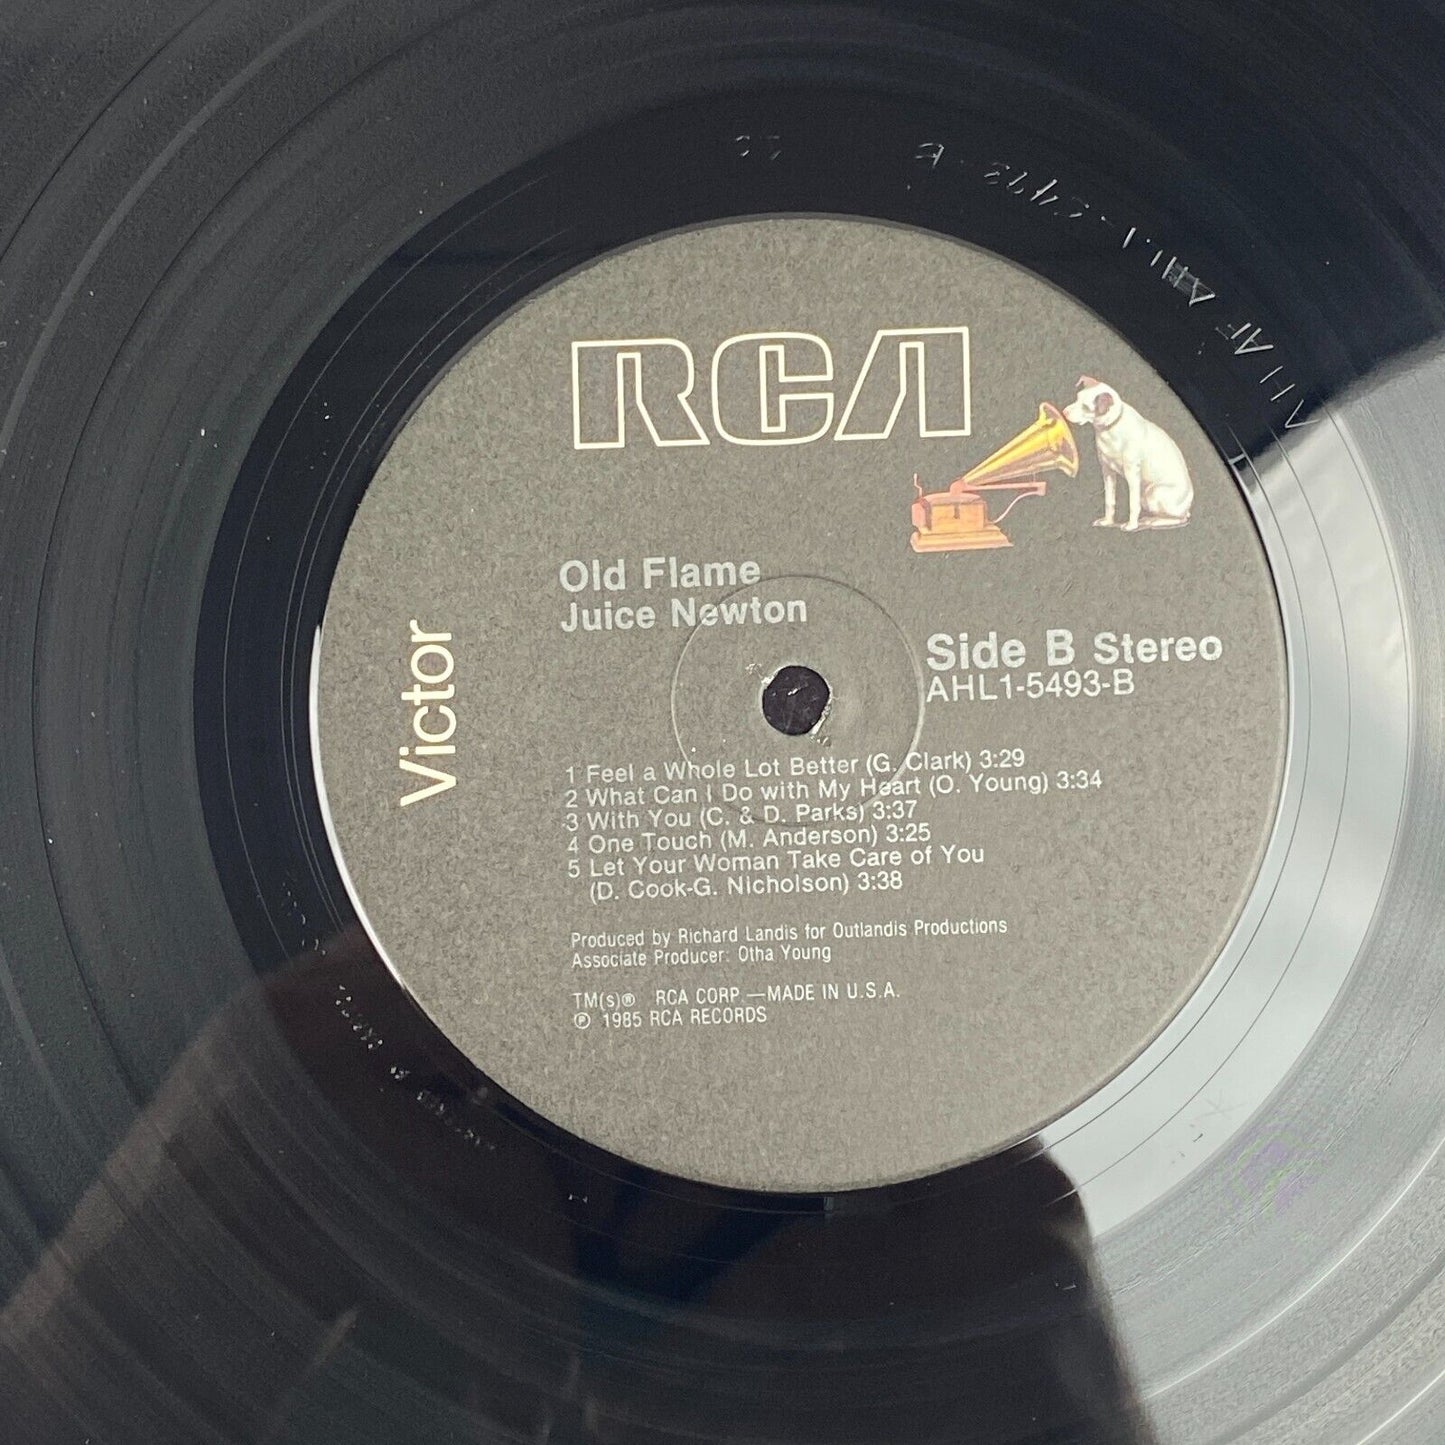 RCA
Victor
Old Flame
Juice Newton
Side B Stereo
AHL1-5493-B
1 Feel a Whole Lot Better (G. Clark) 3:29
2 What Can I Do with My Heart (O. Young) 3:34
3 With You (C. & D. Parks) 3:37
4 One Touch (M. Anderson) 3:25
5 Let Your Woman Take Care of You
(D. Cook-G. Nicholson) 3:38
Produced by Richard Landis for Outlandis Productions
Associate Producer: Otha Young
TM(s)® RCA CORP.—MADE IN U.S.A.
℗ 1985 RCA RECORDS